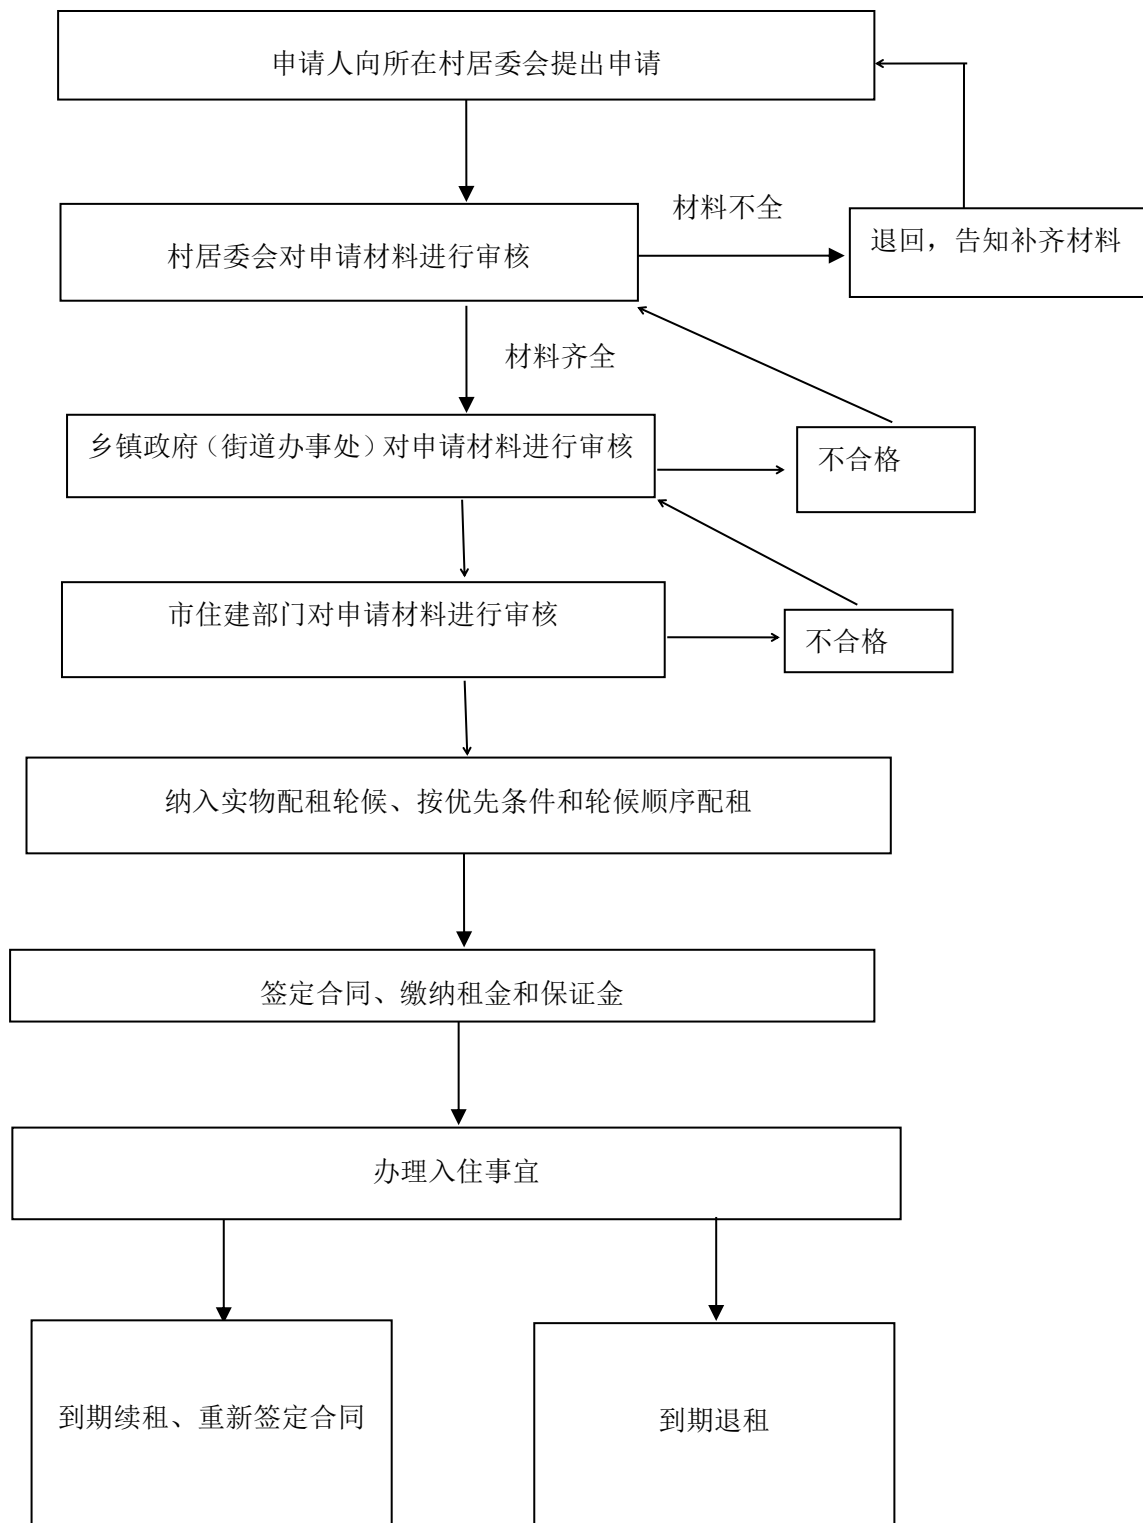 申请人向所在村居委会提出申请
材料不全
退回，告知补齐材料
村居委会对申请材料进行审核
材料齐全
乡镇政府（街道办事处）对申请材料进行审核
不合格
市住建部门对申请材料进行审核
不合格
纳入实物配租轮候、按优先条件和轮候顺序配租
签定合同、缴纳租金和保证金
办理入住事宜
到期续租、重新签定合同
到期退租